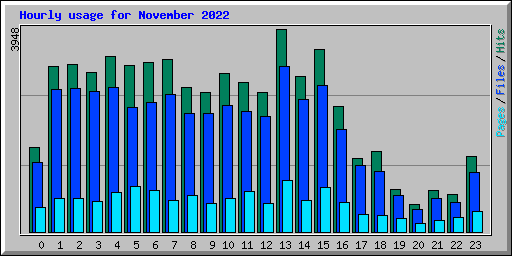 Hourly usage for November 2022
3948
Pages/Files/Hits
0 1 2 3 4 5 6 7 8 9 10 11 12 13 14 15 16 17 18 19 20 21 22 23